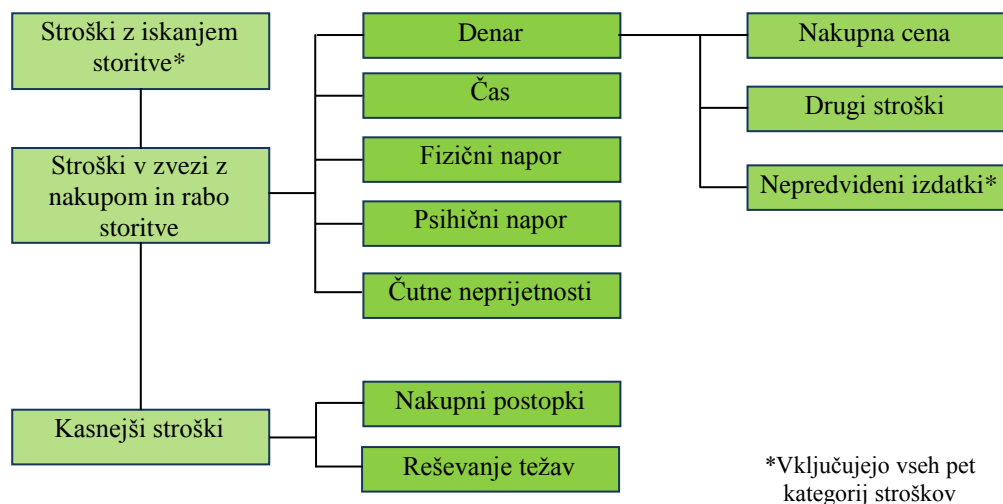 Stroški z iskanjem
storitve*
Stroški v zvezi z
nakupom in rabo
storitve
Kasnejši stroški
Denar
Čas
Fizični napor
Psihični napor
Čutne neprijetnosti
Nakupni postopki
Reševanje težav
Nakupna cena
Drugi stroški
Nepredvideni izdatki*
*Vključujejo vseh pet
kategorij stroškov